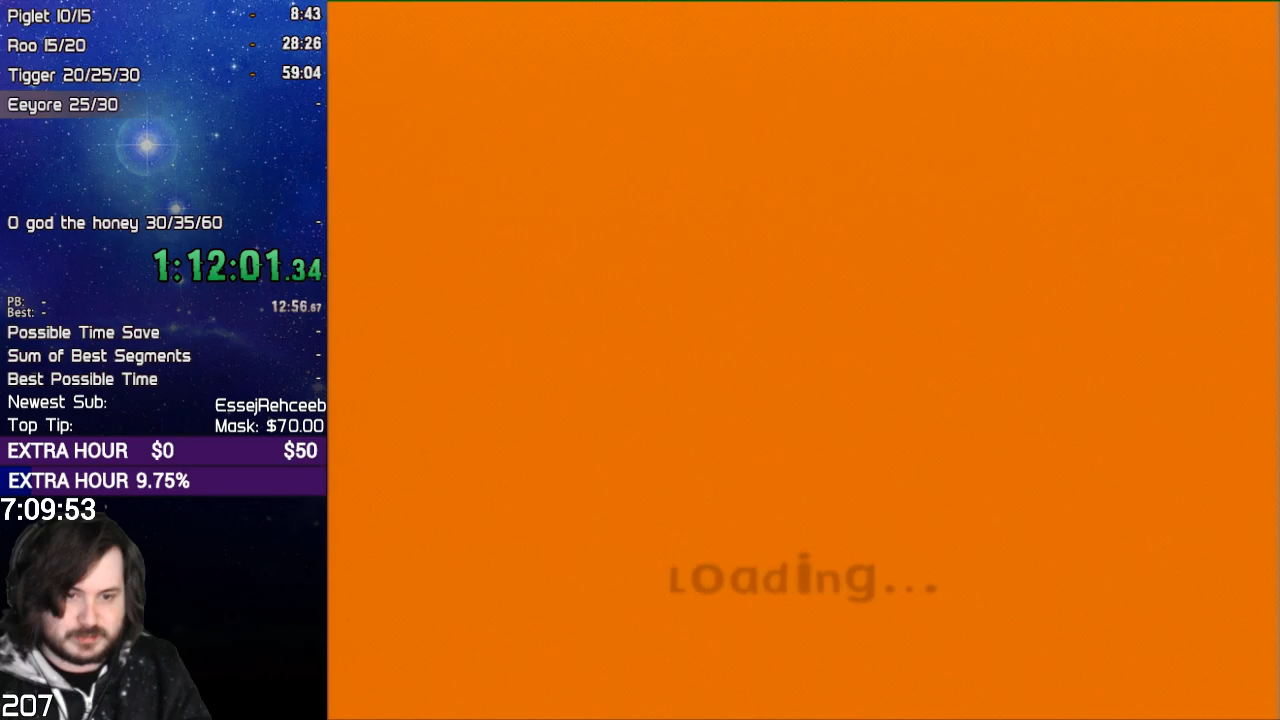 Piglet 10/15 - 8:43
Roo 15/20 - 28:26
Tigger 20/25/30 - 59:04
Eeyore 25/30 -
O god the honey 30/35/60 -
1:12:01.34
PB: - 12:56.67
Best: -
Possible Time Save -
Sum of Best Segments -
Best Possible Time -
Newest Sub: EssejRehceeb
Top Tip: Mask: $70.00
EXTRA HOUR $0 $50
EXTRA HOUR 9.75%
7:09:53
Loading...
207